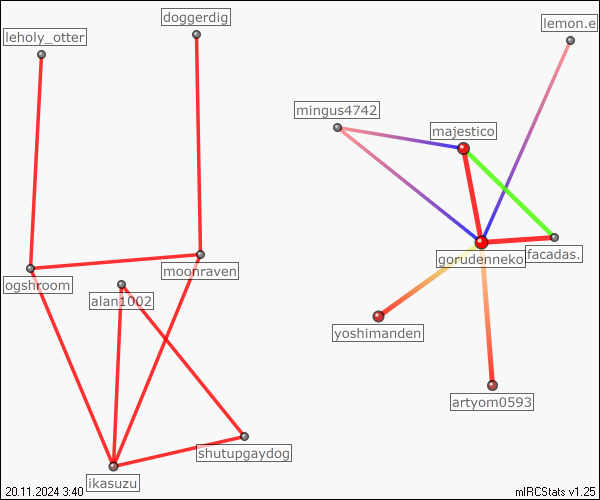 doggerdig
lemon.e
leholy_otter
mingus4742
majestico
gorgdenneko
facadas.
moonraven
ogshroom
alan1002
yoshimanden
artyom0593
shutupgaydog
ikasuzu
20.11.2024 3:40
mIRCStats v1.25